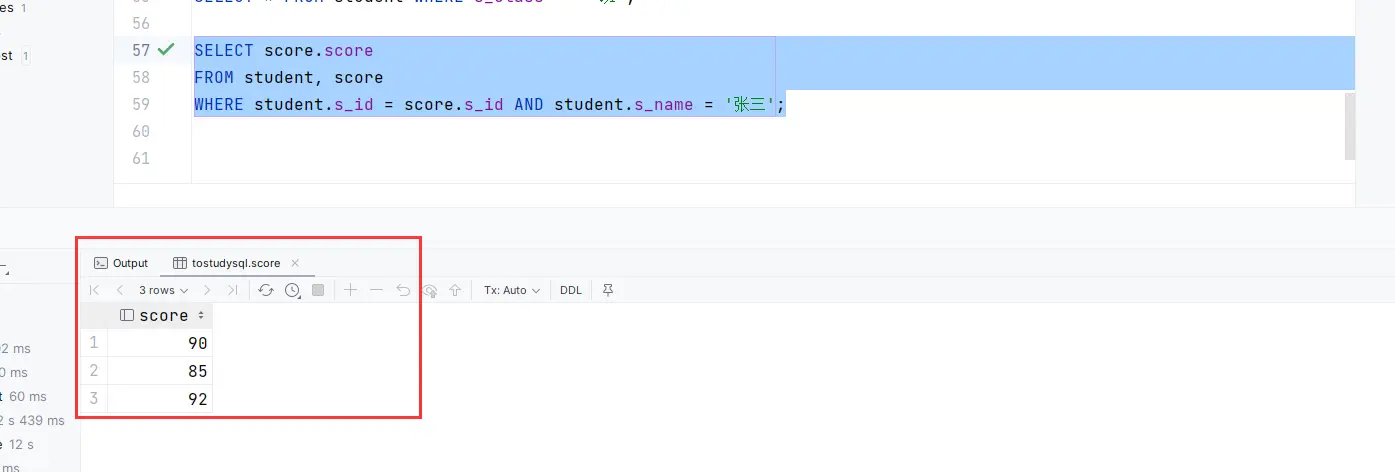 es 1
56
st 1
57 SELECT score.score
58 FROM student, score
59 WHERE student.s_id = score.s_id AND student.s_name = '张三';
60
61
Output tostudysql.score
3 rows Tx: Auto DDL
score
1 90
2 85
3 92
2 ms
0 ms
t 60 ms
2 s 439 ms
e 12 s
ms